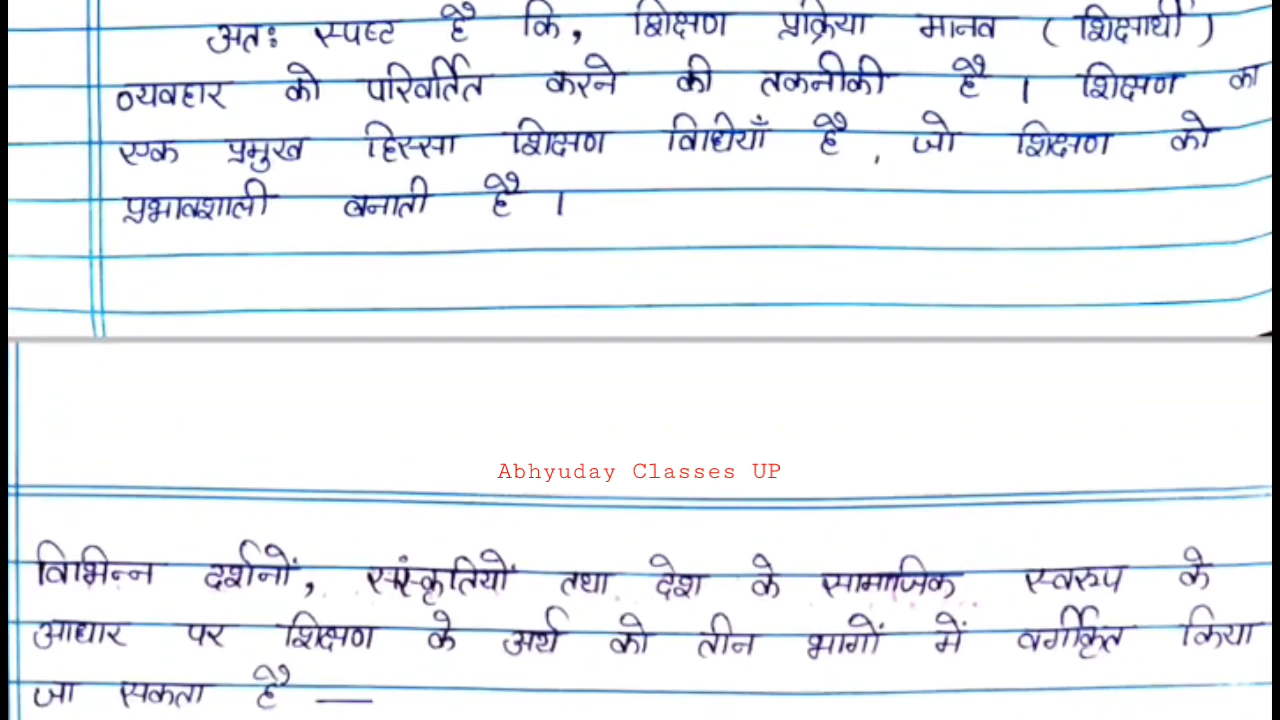 अतः स्पष्ट है कि, शिक्षण प्रक्रिया मानव (शिक्षार्थी)
व्यवहार को परिवर्तित करने की तकनीकी है । शिक्षण का
एक प्रमुख हिस्सा शिक्षण विधियाँ है, जो शिक्षण को
प्रभावशाली बनाती है ।
Abhyuday Classes UP
विभिन्न दर्शनों, संस्कृतियों तथा देश के सामाजिक स्वरुप के
आधार पर शिक्षण के अर्थ को तीन भागों में वर्गीकृत किया
जा सकता है —